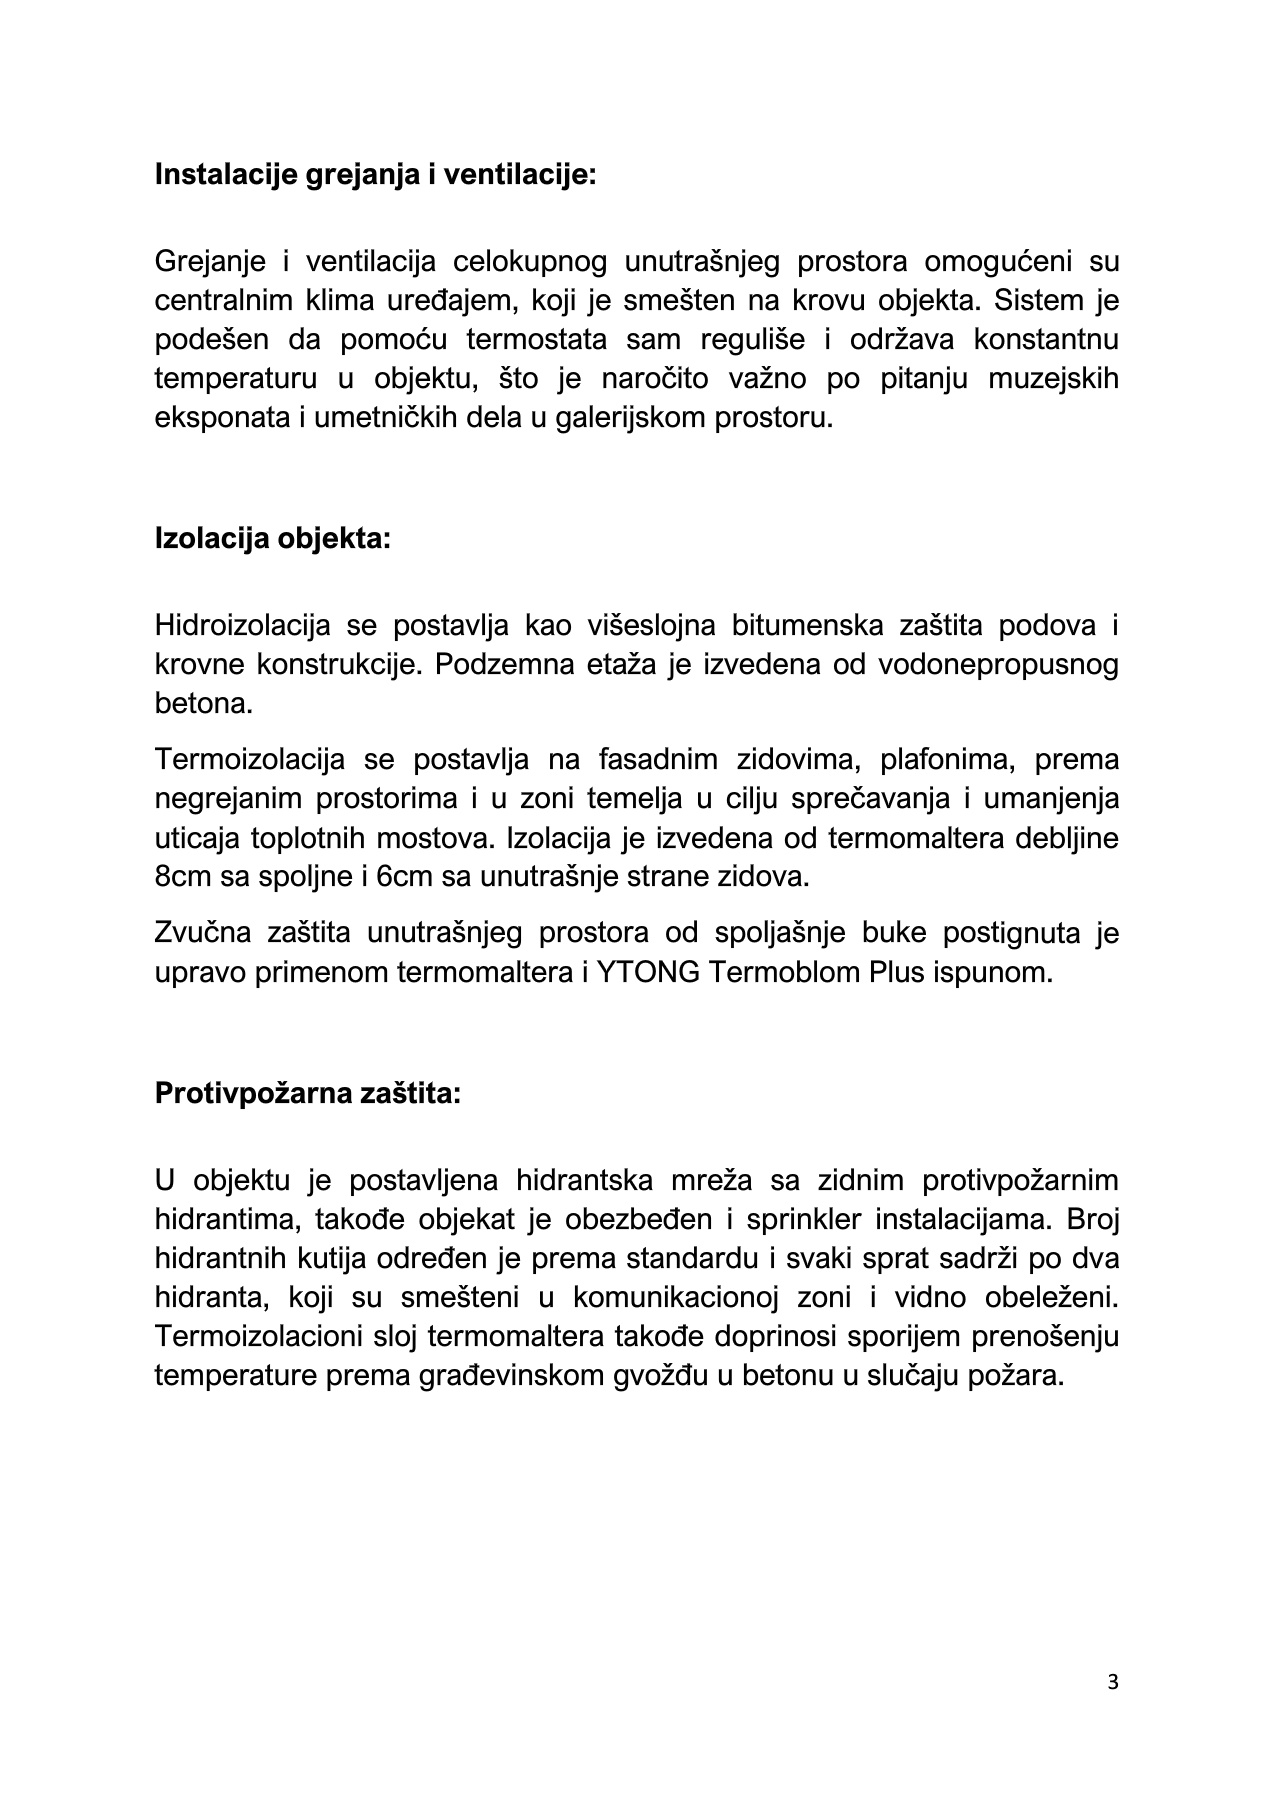 Instalacije grejanja i ventilacije:
Grejanje i ventilacija celokupnog unutrašnjeg prostora omogućeni su
centralnim klima uređajem, koji je smešten na krovu objekta. Sistem je
podešen da pomoću termostata sam reguliše i održava konstantnu
temperaturu u objektu, što je naročito važno po pitanju muzejskih
eksponata i umetničkih dela u galerijskom prostoru.
Izolacija objekta:
Hidroizolacija se postavlja kao višeslojna bitumenska zaštita podova i
krovne konstrukcije. Podzemna etaža je izvedena od vodonepropusnog
betona.
Termoizolacija se postavlja na fasadnim zidovima, plafonima, prema
negrejanim prostorima i u zoni temelja u cilju sprečavanja i umanjenja
uticaja toplotnih mostova. Izolacija je izvedena od termomaltera debljine
8cm sa spoljne i 6cm sa unutrašnje strane zidova.
Zvučna zaštita unutrašnjeg prostora od spoljašnje buke postignuta je
upravo primenom termomaltera i YTONG Termoblom Plus ispunom.
Protivpožarna zaštita:
U objektu je postavljena hidrantska mreža sa zidnim protivpožarnim
hidrantima, takođe objekat je obezbeđen i sprinkler instalacijama. Broj
hidrantnih kutija određen je prema standardu i svaki sprat sadrži po dva
hidranta, koji su smešteni u komunikacionoj zoni i vidno obeleženi.
Termoizolacioni sloj termomaltera takođe doprinosi sporijem prenošenju
temperature prema građevinskom gvožđu u betonu u slučaju požara.
3